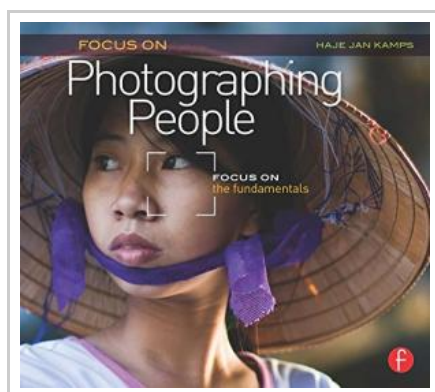 FOCUS ON
HAJE JAN KAMPS
Photographing
People
FOCUS ON
the fundamentals
f